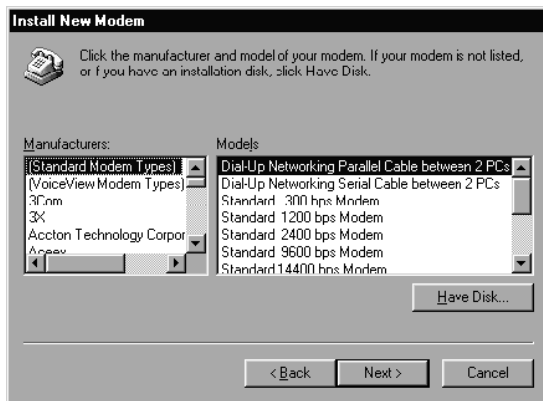 Install New Modem
Click the manufacturer and model of your modem. If your modem is not listed,
or if you have an installation disk, click Have Disk.
Manufacturers:
(Standard Modem Types)
(VoiceView Modem Types)
3Com
3X
Accton Technology Corpor
Aceex
Models
Dial-Up Networking Parallel Cable between 2 PCs
Dial-Up Networking Serial Cable between 2 PCs
Standard 300 bps Modem
Standard 1200 bps Modem
Standard 2400 bps Modem
Standard 9600 bps Modem
Standard 14400 bps Modem
Have Disk...
< Back
Next >
Cancel